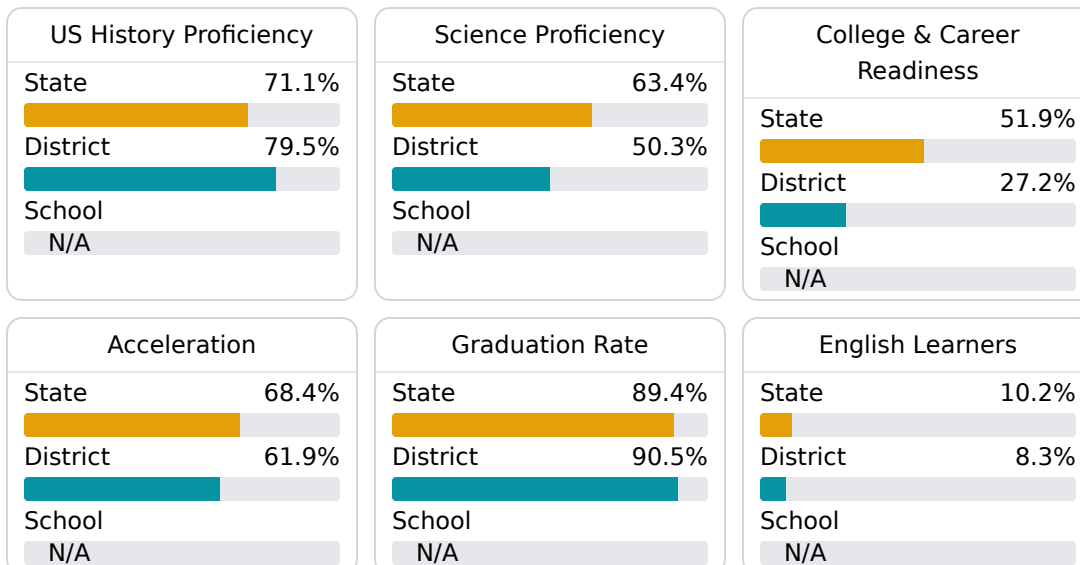 US History Proficiency
State 71.1%
District 79.5%
School
N/A
Science Proficiency
State 63.4%
District 50.3%
School
N/A
College & Career
Readiness
State 51.9%
District 27.2%
School
N/A
Acceleration
State 68.4%
District 61.9%
School
N/A
Graduation Rate
State 89.4%
District 90.5%
School
N/A
English Learners
State 10.2%
District 8.3%
School
N/A